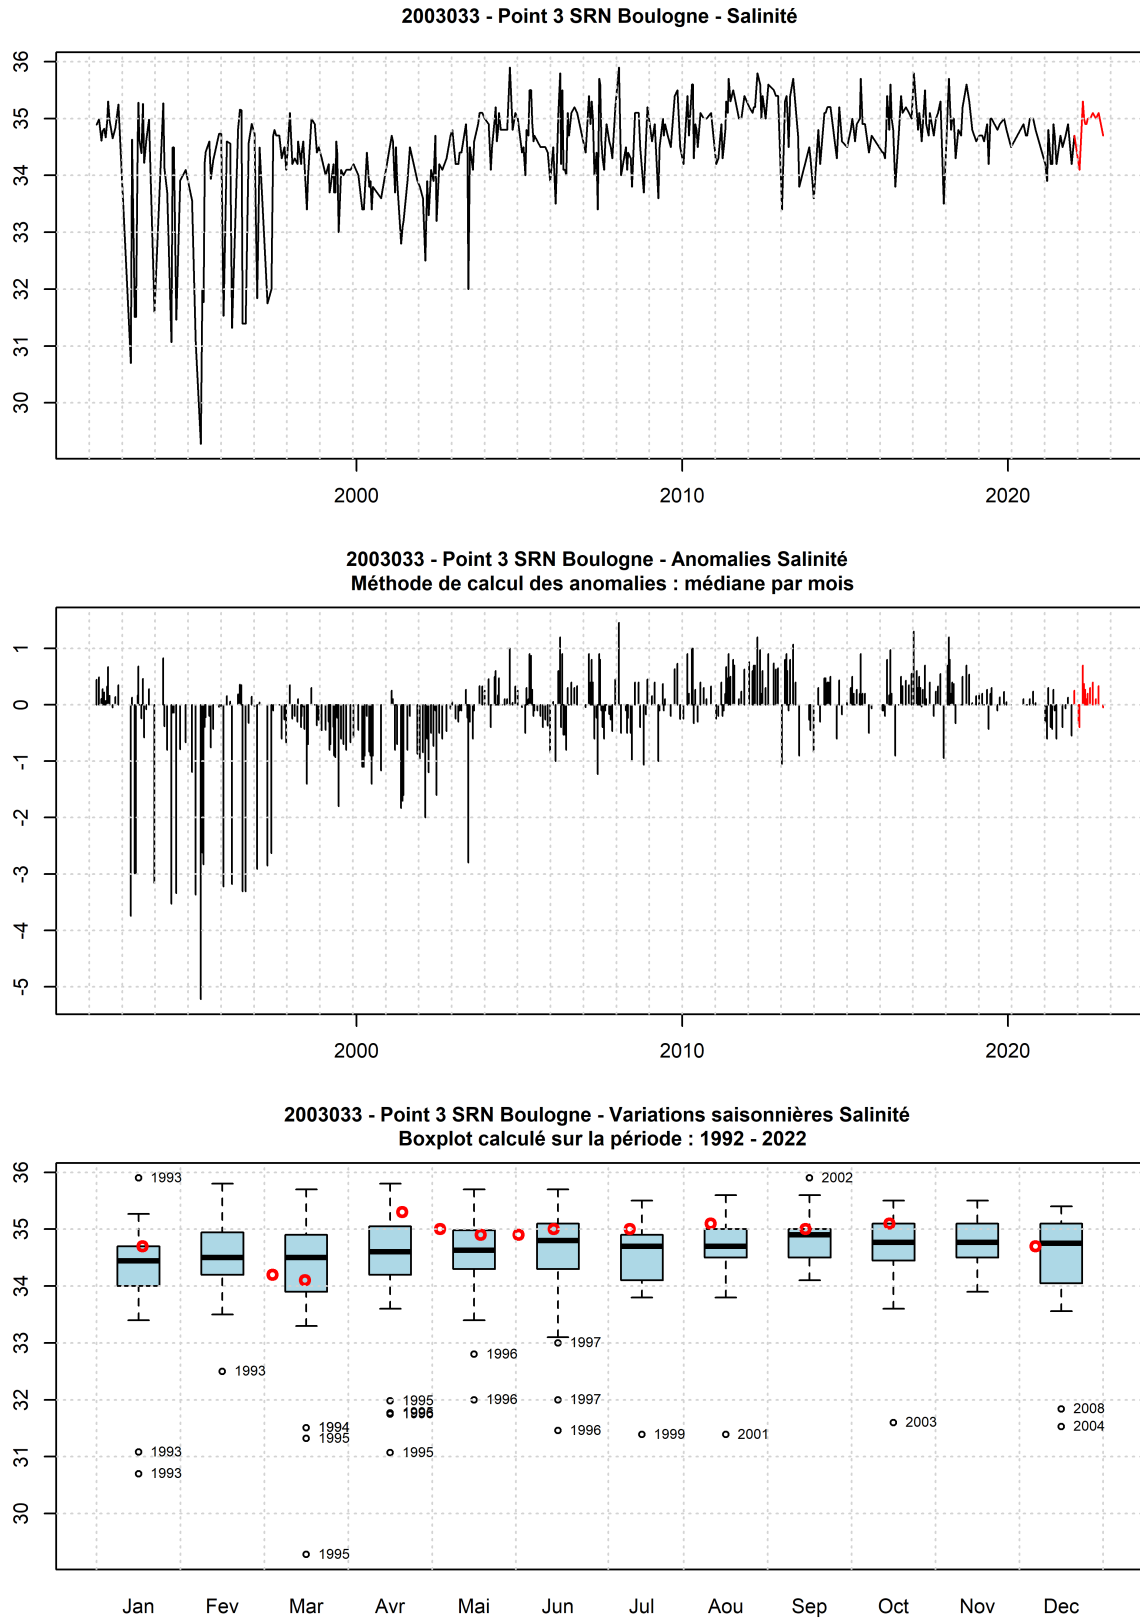 2003033 - Point 3 SRN Boulogne - Salinité
36
35
34
33
32
31
30
2000 2010 2020
2003033 - Point 3 SRN Boulogne - Anomalies Salinité
Méthode de calcul des anomalies : médiane par mois
1
0
-1
-2
-3
-4
-5
2000 2010 2020
2003033 - Point 3 SRN Boulogne - Variations saisonnières Salinité
Boxplot calculé sur la période : 1992 - 2022
36 1993 2002
35
34
33 1997
1996
1993
32 1995 1996 1997
2008
1994 1996 2003 2004
1995 1999 2001
31 1993 1995
1993
30
1995
Jan Fev Mar Avr Mai Jun Jul Aou Sep Oct Nov Dec